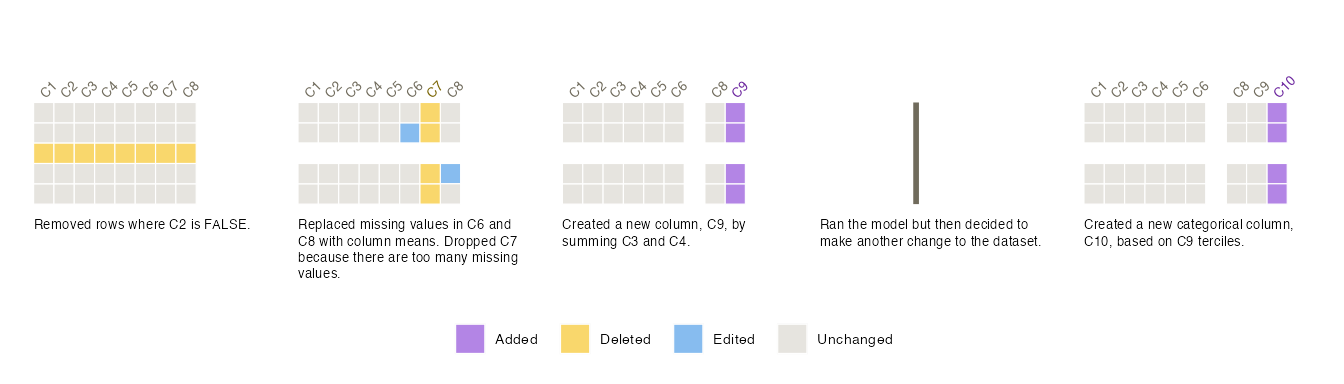 C1 C2 C3 C4 C5 C6 C7 C8
C1 C2 C3 C4 C5 C6 C7 C8
C1 C2 C3 C4 C5 C6 C8 C9
C1 C2 C3 C4 C5 C6 C8 C9 C10
Removed rows where C2 is FALSE.
Replaced missing values in C6 and
C8 with column means. Dropped C7
because there are too many missing
values.
Created a new column, C9, by
summing C3 and C4.
Ran the model but then decided to
make another change to the dataset.
Created a new categorical column,
C10, based on C9 terciles.
Added
Deleted
Edited
Unchanged